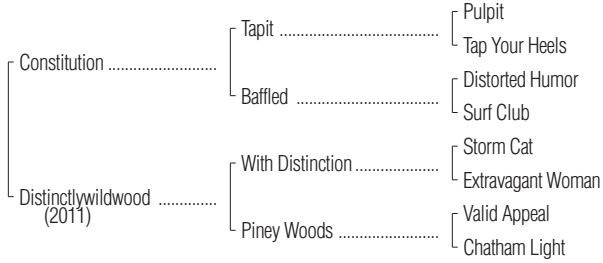 Pulpit
Tapit ............................
Tap Your Heels
Constitution ..........................
Distorted Humor
Baffled ..................................
Surf Club
Storm Cat
With Distinction ....................
Extravagant Woman
Distinctlywildwood ..............
(2011)
Valid Appeal
Piney Woods ........................
Chatham Light